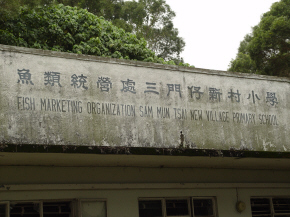 魚類統營處三門仔新村小學
FISH MARKETING ORGANIZATION SAM MUN TSAI NEW VILLAGE PRIMARY SCHOOL